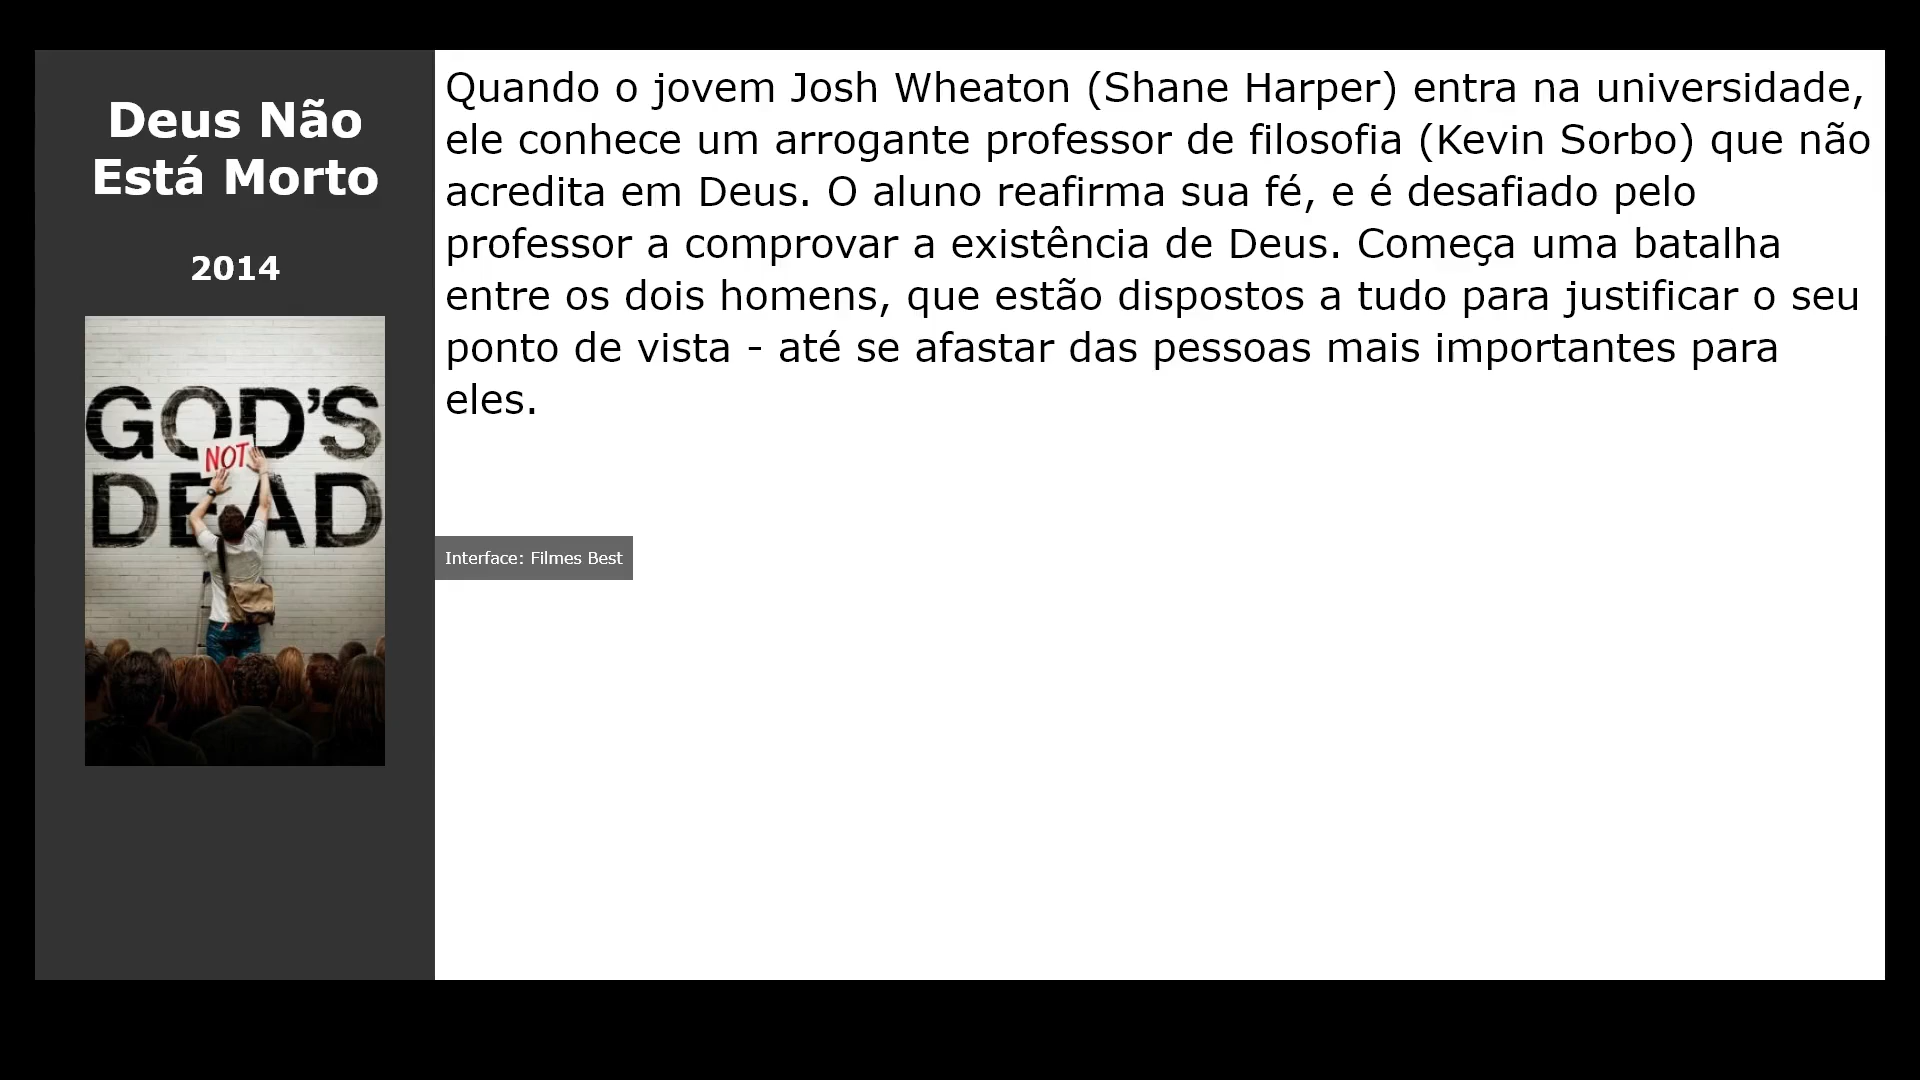 Deus Não
Está Morto
2014
GOD'S
NOT
DEAD
Quando o jovem Josh Wheaton (Shane Harper) entra na universidade,
ele conhece um arrogante professor de filosofia (Kevin Sorbo) que não
acredita em Deus. O aluno reafirma sua fé, e é desafiado pelo
professor a comprovar a existência de Deus. Começa uma batalha
entre os dois homens, que estão dispostos a tudo para justificar o seu
ponto de vista - até se afastar das pessoas mais importantes para
eles.
Interface: Filmes Best